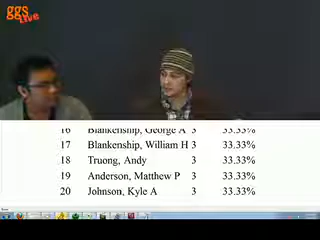 ggs
Live
16 Blankenship, George A 3 33.33%
17 Blankenship, William H 3 33.33%
18 Truong, Andy 3 33.33%
19 Anderson, Matthew P 3 33.33%
20 Johnson, Kyle A 3 33.33%